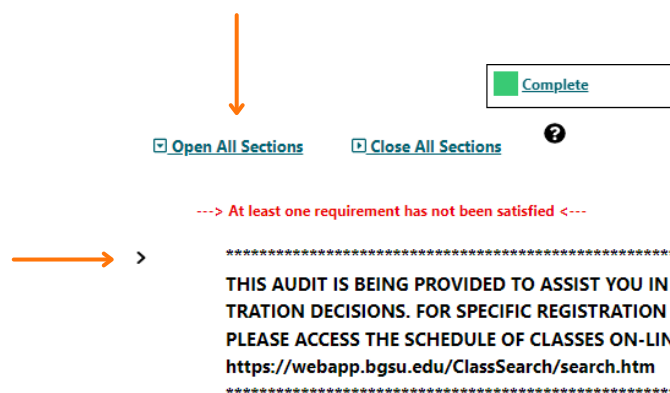 Complete
Open All Sections
Close All Sections
?
---> At least one requirement has not been satisfied <---
*****************************************************
THIS AUDIT IS BEING PROVIDED TO ASSIST YOU IN
TRATION DECISIONS. FOR SPECIFIC REGISTRATION
PLEASE ACCESS THE SCHEDULE OF CLASSES ON-LIN
https://webapp.bgsu.edu/ClassSearch/search.htm
*****************************************************